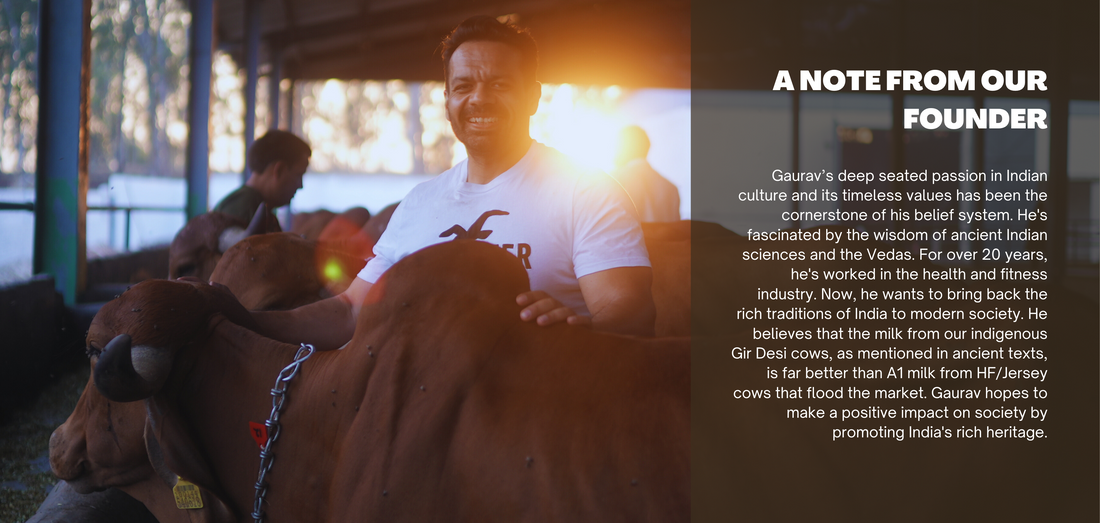 A NOTE FROM OUR
FOUNDER
Gaurav’s deep seated passion in Indian
culture and its timeless values has been the
cornerstone of his belief system. He's
fascinated by the wisdom of ancient Indian
sciences and the Vedas. For over 20 years,
he's worked in the health and fitness
industry. Now, he wants to bring back the
rich traditions of India to modern society. He
believes that the milk from our indigenous
Gir Desi cows, as mentioned in ancient texts,
is far better than A1 milk from HF/Jersey
cows that flood the market. Gaurav hopes to
make a positive impact on society by
promoting India's rich heritage.